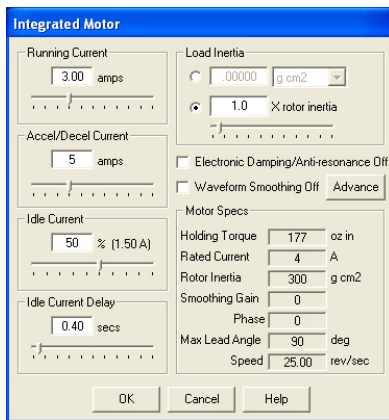 Integrated Motor
Running Current
3.00 amps
Accel/Decel Current
5 amps
Idle Current
50 % (1.50 A)
Idle Current Delay
0.40 secs
Load Inertia
.00000 g cm2
1.0 X rotor inertia
Electronic Damping/Anti-resonance Off
Waveform Smoothing Off Advance
Motor Specs
Holding Torque 177 oz in
Rated Current 4 A
Rotor Inertia 300 g cm2
Smoothing Gain 0
Phase 0
Max Lead Angle 90 deg
Speed 25.00 rev/sec
OK Cancel Help